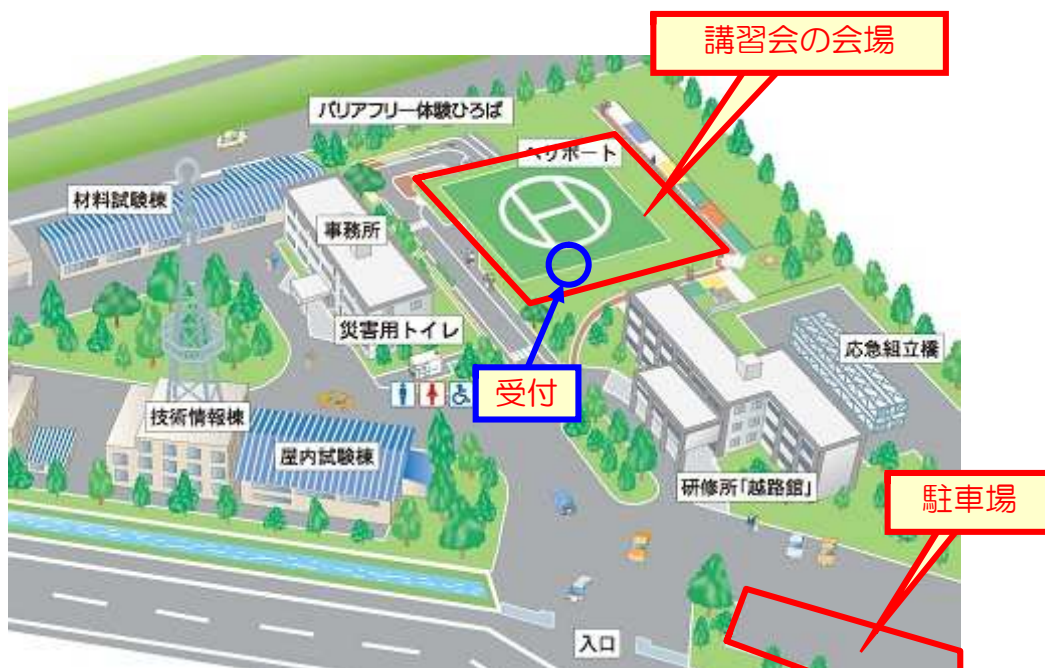 講習会の会場
バリアフリー体験ひろば
ヘリポート
材料試験棟
事務所
災害用トイレ
応急組立橋
受付
技術情報棟
屋内試験棟
研修所「越路館」
駐車場
入口